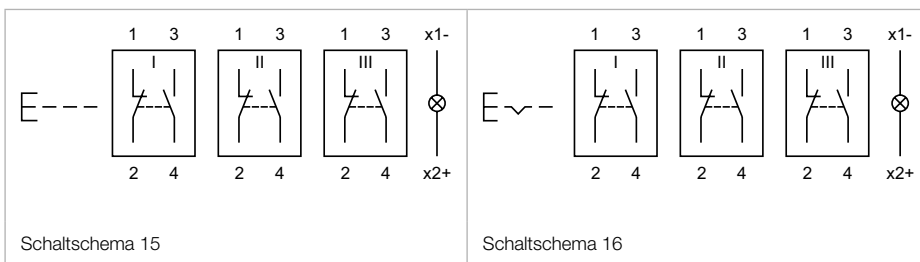 1 3 1 3 1 3 x1-
I II III
2 4 2 4 2 4 x2+
Schaltschema 15
1 3 1 3 1 3 x1-
I II III
2 4 2 4 2 4 x2+
Schaltschema 16